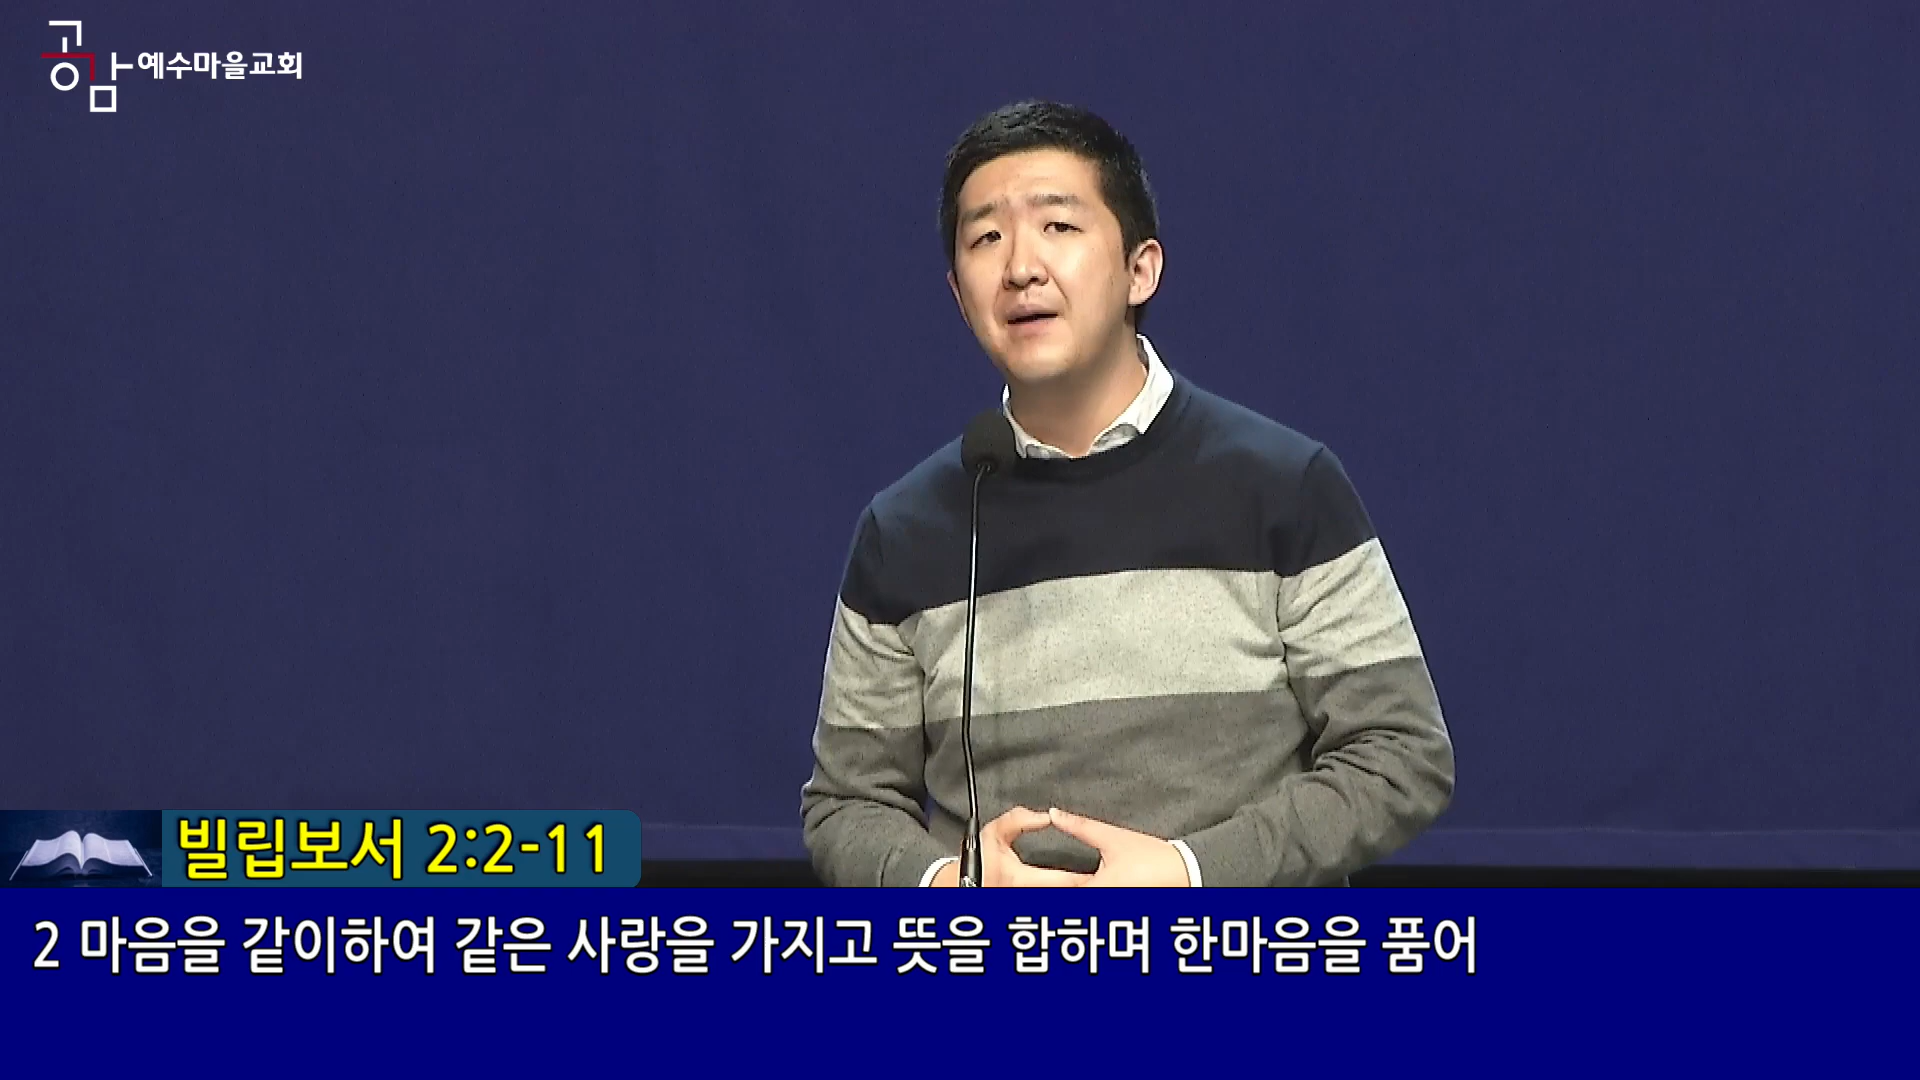 공감 예수마을교회
빌립보서 2:2-11
2 마음을 같이하여 같은 사랑을 가지고 뜻을 합하며 한마음을 품어